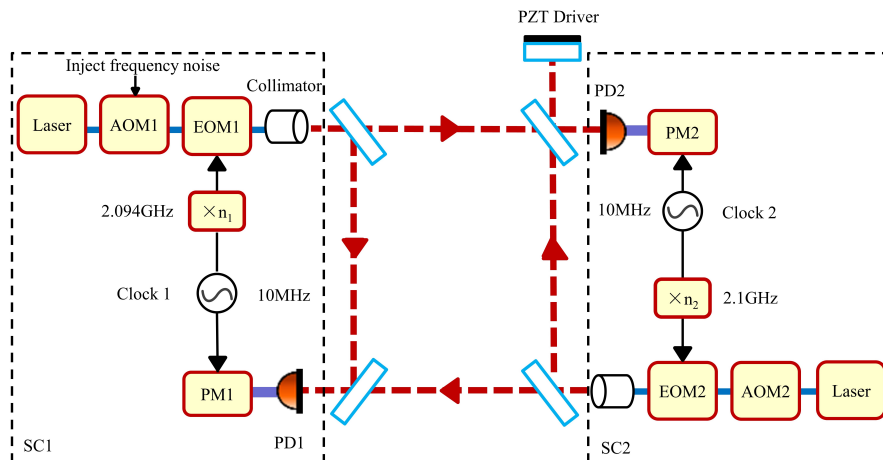 PZT Driver
Inject frequency noise
Collimator
PD2
Laser
AOM1
EOM1
PM2
2.094GHz
×n1
10MHz
Clock 2
Clock 1
10MHz
×n2
2.1GHz
PM1
EOM2
AOM2
Laser
SC1
PD1
SC2